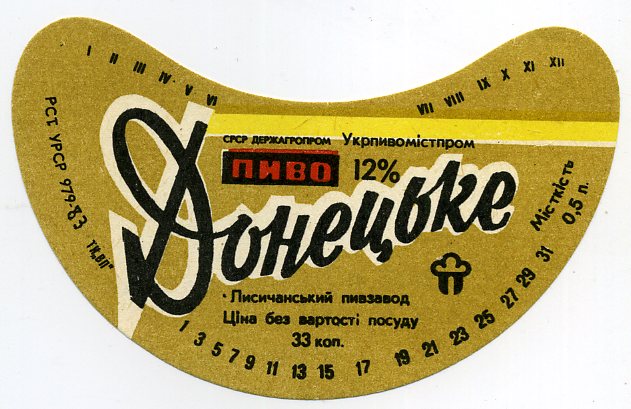 I II III IV V VI
VII VIII IX X XI XII
РСТ УРСР 979-83
СРСР ДЕРЖАГРОПРОМ Укрпивомістпром
ПИВО 12%
Донецьке
Місткість
0,5 л.
Лисичанський пивзавод
Ціна без вартості посуду
33 коп.
1 3 5 7 9 11 13 15 17 19 21 23 25 27 29 31